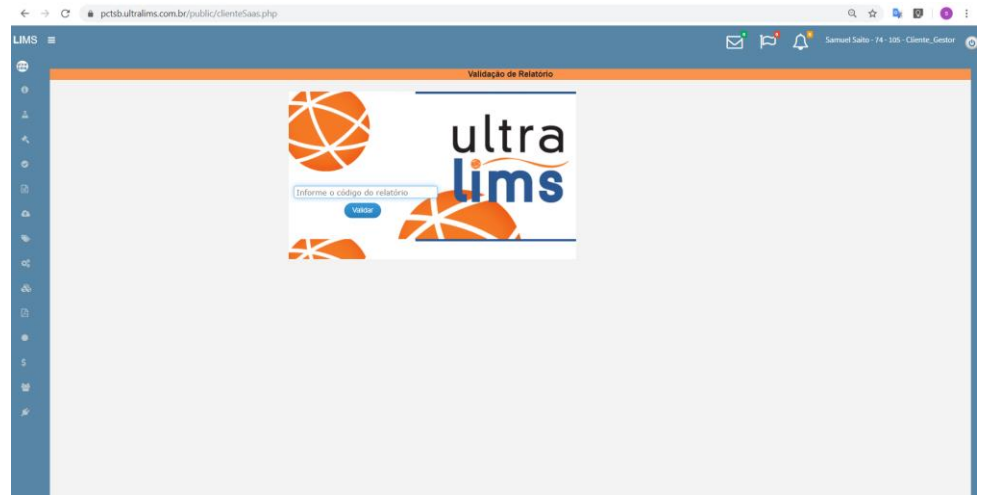 pctsb.ultralims.com.br/public/clienteSaas.php
LIMS
Samuel Saito - 74 - 105 - Cliente_Gestor
Validação de Relatório
ultra
lims
Informe o código do relatório
Validar